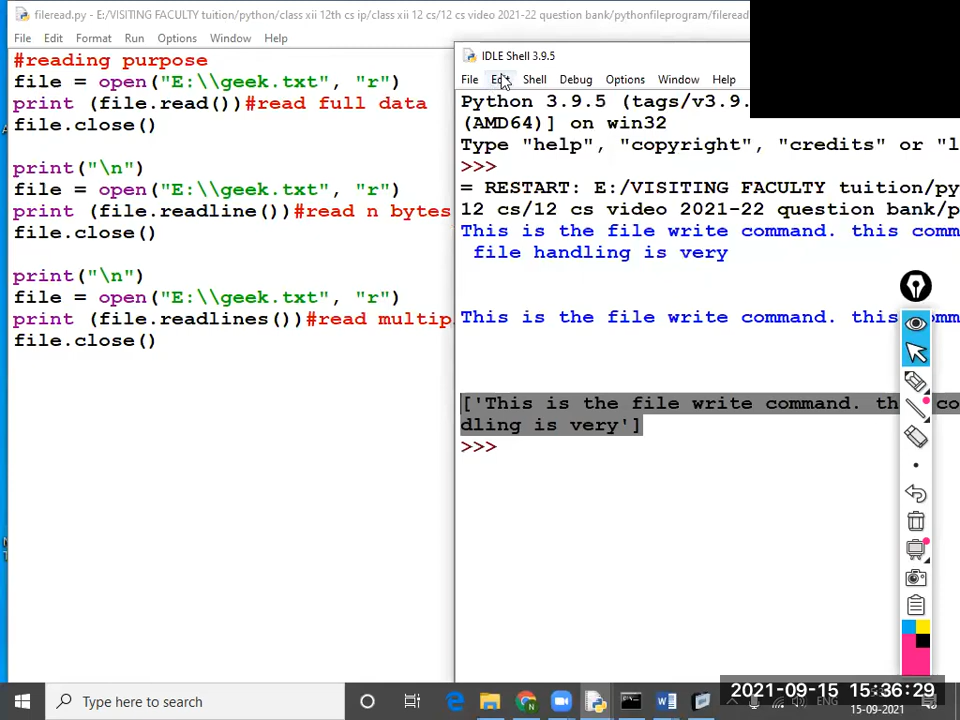 fileread.py - E:/VISITING FACULTY tuition/python/class xii 12th cs ip/class xii 12 cs/12 cs video 2021-22 question bank/pythonfileprogram/fileread
File Edit Format Run Options Window Help
#reading purpose
file = open("E:\\geek.txt", "r")
print (file.read())#read full data
file.close()
print("\n")
file = open("E:\\geek.txt", "r")
print (file.readline())#read n bytes
file.close()
print("\n")
file = open("E:\\geek.txt", "r")
print (file.readlines())#read multip
file.close()
IDLE Shell 3.9.5
File Edit Shell Debug Options Window Help
Python 3.9.5 (tags/v3.9.
(AMD64)] on win32
Type "help", "copyright", "credits" or "l
>>>
= RESTART: E:/VISITING FACULTY tuition/py
12 cs/12 cs video 2021-22 question bank/p
This is the file write command. this comm
file handling is very
This is the file write command. this comm
['This is the file write command. th co
dling is very']
>>>
Type here to search
ENG
2021-09-15 15:36:29
15-09-2021